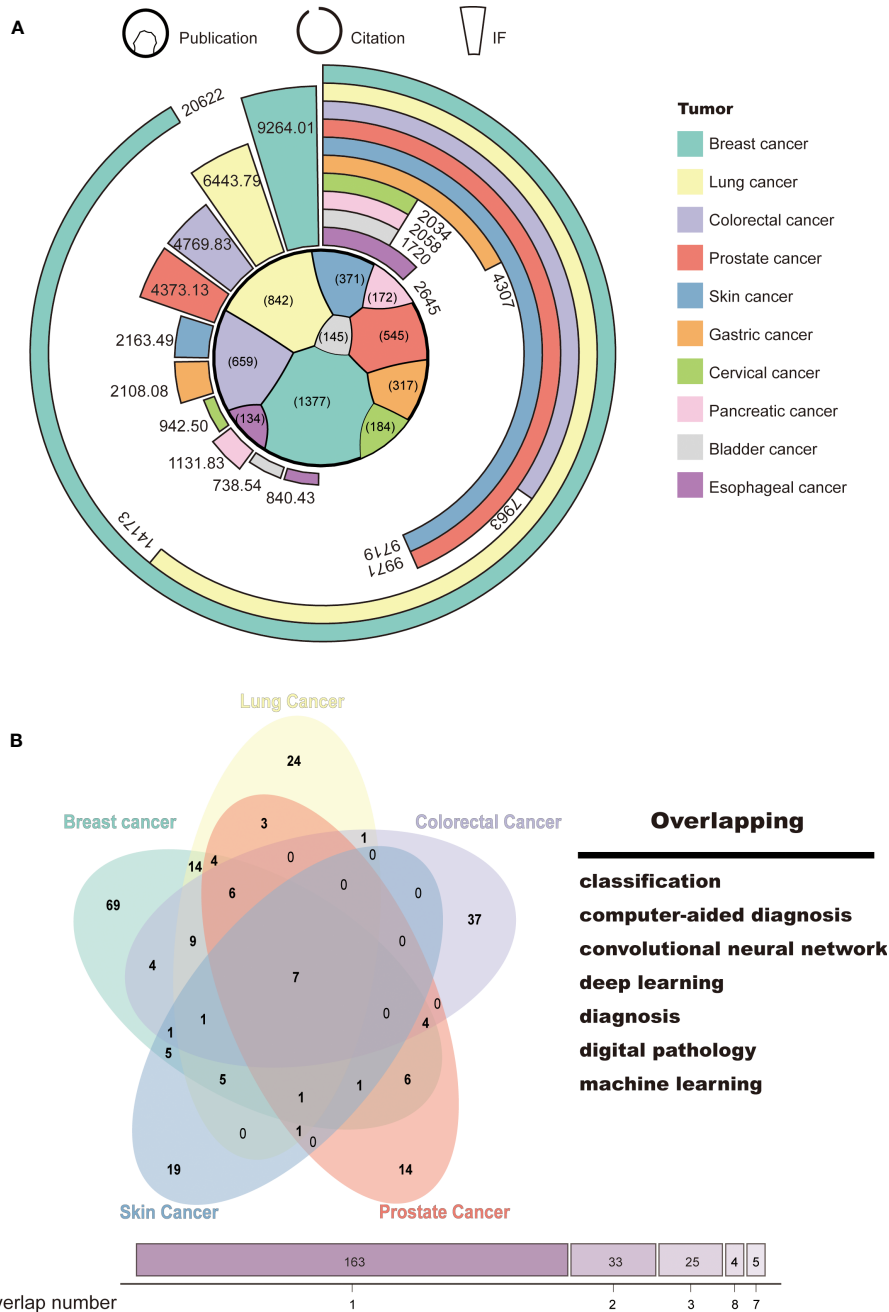 A
Publication
Citation
IF
20622
9264.01
6443.79
4769.83
4373.13
2163.49
2108.08
942.50
1131.83
738.54
840.43
2034
2058
1720
2645
4307
7963
9719
9971
14173
(842)
(371)
(172)
(145)
(545)
(659)
(317)
(1377)
(134)
(184)
Tumor
Breast cancer
Lung cancer
Colorectal cancer
Prostate cancer
Skin cancer
Gastric cancer
Cervical cancer
Pancreatic cancer
Bladder cancer
Esophageal cancer
B
Lung Cancer
Breast cancer
Colorectal Cancer
Skin Cancer
Prostate Cancer
24
3
1
14
4
0
0
6
0
0
69
37
9
0
4
7
0
1
0
4
1
5
5
1
6
1
0
1
0
19
14
Overlapping
classification
computer-aided diagnosis
convolutional neural network
deep learning
diagnosis
digital pathology
machine learning
163 33 25 4 5
verlap number 1 2 3 8 7